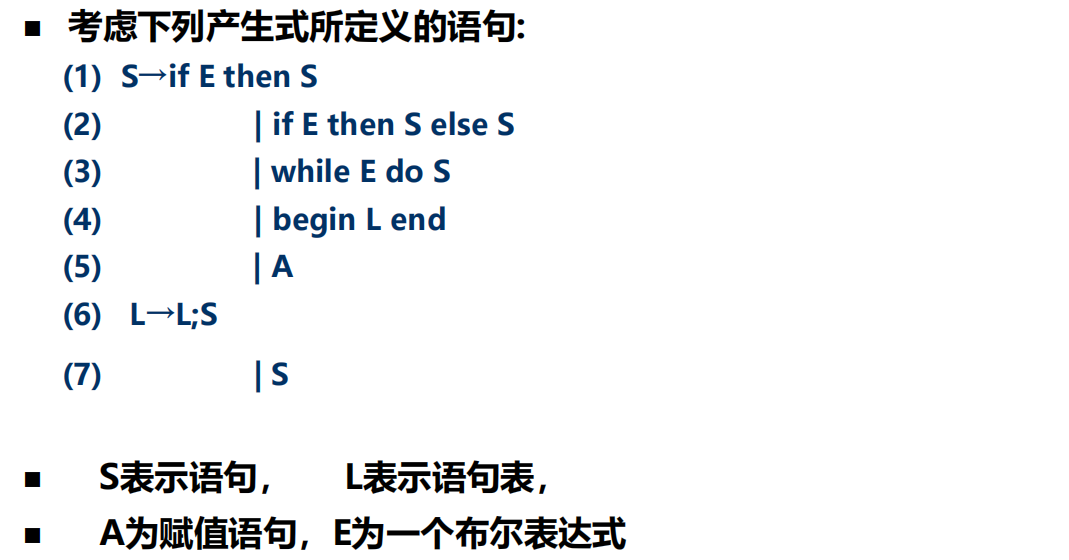 ■ 考虑下列产生式所定义的语句:
(1) S→if E then S
(2) | if E then S else S
(3) | while E do S
(4) | begin L end
(5) | A
(6) L→L;S
(7) | S
■ S表示语句， L表示语句表，
■ A为赋值语句，E为一个布尔表达式